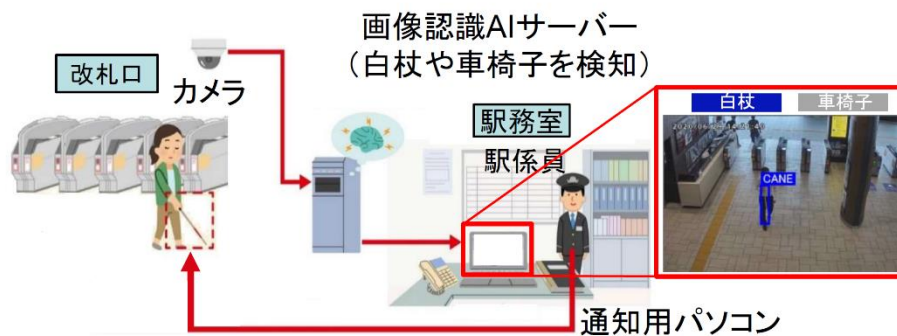 画像認識AIサーバー
（白杖や車椅子を検知）
改札口
カメラ
駅務室
駅係員
白杖
車椅子
CANE
通知用パソコン